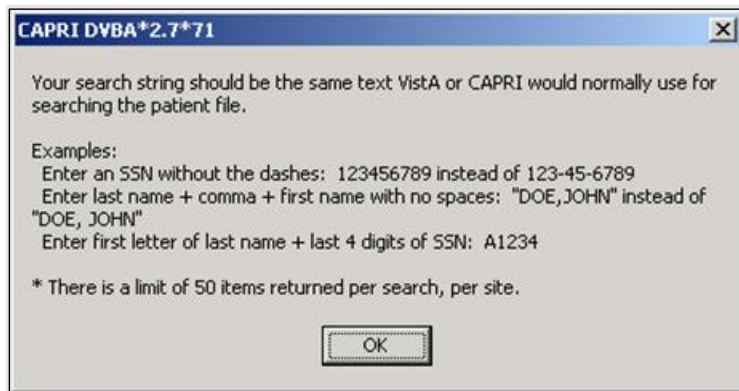 CAPRI DVBA*2.7*71
Your search string should be the same text VistA or CAPRI would normally use for
searching the patient file.
Examples:
Enter an SSN without the dashes: 123456789 instead of 123-45-6789
Enter last name + comma + first name with no spaces: "DOE,JOHN" instead of
"DOE, JOHN"
Enter first letter of last name + last 4 digits of SSN: A1234
* There is a limit of 50 items returned per search, per site.
OK